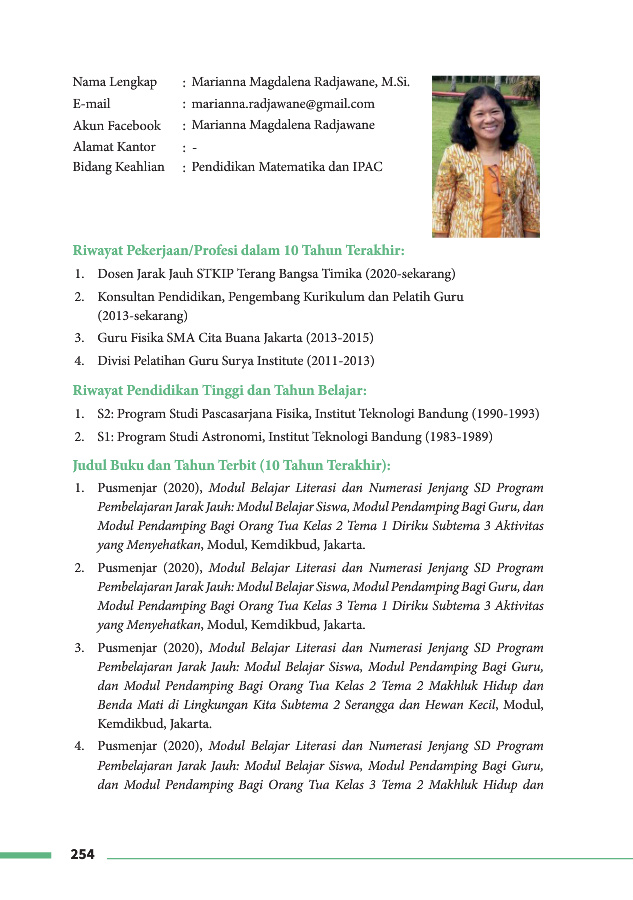 Nama Lengkap : Marianna Magdalena Radjawane, M.Si.
E-mail : marianna.radjawane@gmail.com
Akun Facebook : Marianna Magdalena Radjawane
Alamat Kantor : -
Bidang Keahlian : Pendidikan Matematika dan IPAC
Riwayat Pekerjaan/Profesi dalam 10 Tahun Terakhir:
1. Dosen Jarak Jauh STKIP Terang Bangsa Timika (2020-sekarang)
2. Konsultan Pendidikan, Pengembang Kurikulum dan Pelatih Guru
(2013-sekarang)
3. Guru Fisika SMA Cita Buana Jakarta (2013-2015)
4. Divisi Pelatihan Guru Surya Institute (2011-2013)
Riwayat Pendidikan Tinggi dan Tahun Belajar:
1. S2: Program Studi Pascasarjana Fisika, Institut Teknologi Bandung (1990-1993)
2. S1: Program Studi Astronomi, Institut Teknologi Bandung (1983-1989)
Judul Buku dan Tahun Terbit (10 Tahun Terakhir):
1. Pusmenjar (2020), Modul Belajar Literasi dan Numerasi Jenjang SD Program
Pembelajaran Jarak Jauh: Modul Belajar Siswa, Modul Pendamping Bagi Guru, dan
Modul Pendamping Bagi Orang Tua Kelas 2 Tema 1 Diriku Subtema 3 Aktivitas
yang Menyehatkan, Modul, Kemdikbud, Jakarta.
2. Pusmenjar (2020), Modul Belajar Literasi dan Numerasi Jenjang SD Program
Pembelajaran Jarak Jauh: Modul Belajar Siswa, Modul Pendamping Bagi Guru, dan
Modul Pendamping Bagi Orang Tua Kelas 3 Tema 1 Diriku Subtema 3 Aktivitas
yang Menyehatkan, Modul, Kemdikbud, Jakarta.
3. Pusmenjar (2020), Modul Belajar Literasi dan Numerasi Jenjang SD Program
Pembelajaran Jarak Jauh: Modul Belajar Siswa, Modul Pendamping Bagi Guru,
dan Modul Pendamping Bagi Orang Tua Kelas 2 Tema 2 Makhluk Hidup dan
Benda Mati di Lingkungan Kita Subtema 2 Serangga dan Hewan Kecil, Modul,
Kemdikbud, Jakarta.
4. Pusmenjar (2020), Modul Belajar Literasi dan Numerasi Jenjang SD Program
Pembelajaran Jarak Jauh: Modul Belajar Siswa, Modul Pendamping Bagi Guru,
dan Modul Pendamping Bagi Orang Tua Kelas 3 Tema 2 Makhluk Hidup dan
254